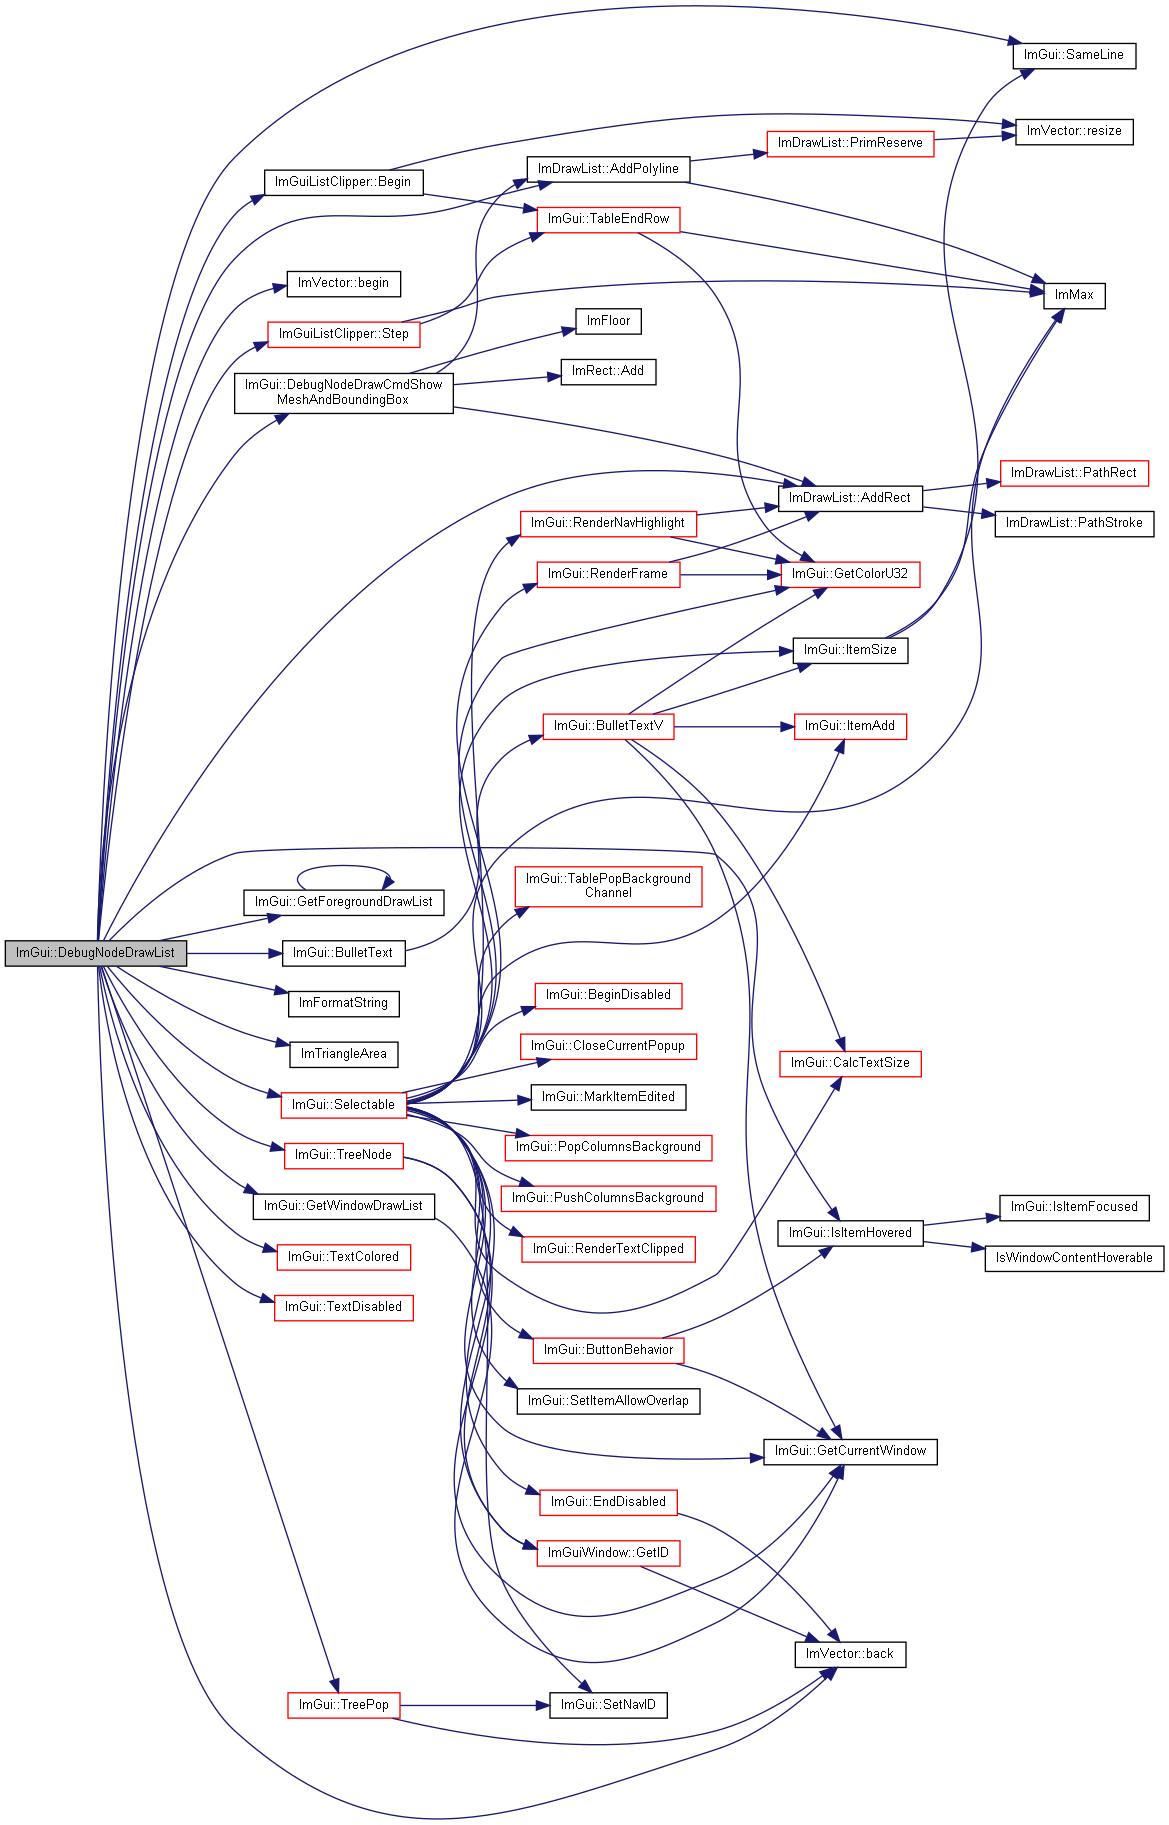 ImGui::SameLine
ImVector::resize
ImDrawList::PrimReserve
ImDrawList::AddPolyline
ImGuiListClipper::Begin
ImGui::TableEndRow
ImVector::begin
ImMax
ImFloor
ImGuiListClipper::Step
ImRect::Add
ImGui::DebugNodeDrawCmdShow
MeshAndBoundingBox
ImDrawList::PathRect
ImDrawList::AddRect
ImGui::RenderNavHighlight
ImDrawList::PathStroke
ImGui::RenderFrame
ImGui::GetColorU32
ImGui::ItemSize
ImGui::BulletTextV
ImGui::ItemAdd
ImGui::TablePopBackground
Channel
ImGui::GetForegroundDrawList
ImGui::DebugNodeDrawList
ImGui::BulletText
ImGui::BeginDisabled
ImFormatString
ImGui::CloseCurrentPopup
ImTriangleArea
ImGui::CalcTextSize
ImGui::MarkItemEdited
ImGui::Selectable
ImGui::PopColumnsBackground
ImGui::TreeNode
ImGui::PushColumnsBackground
ImGui::GetWindowDrawList
ImGui::IsItemFocused
ImGui::IsItemHovered
ImGui::RenderTextClipped
ImGui::TextColored
IsWindowContentHoverable
ImGui::TextDisabled
ImGui::ButtonBehavior
ImGui::SetItemAllowOverlap
ImGui::GetCurrentWindow
ImGui::EndDisabled
ImGuiWindow::GetID
ImVector::back
ImGui::TreePop
ImGui::SetNavID